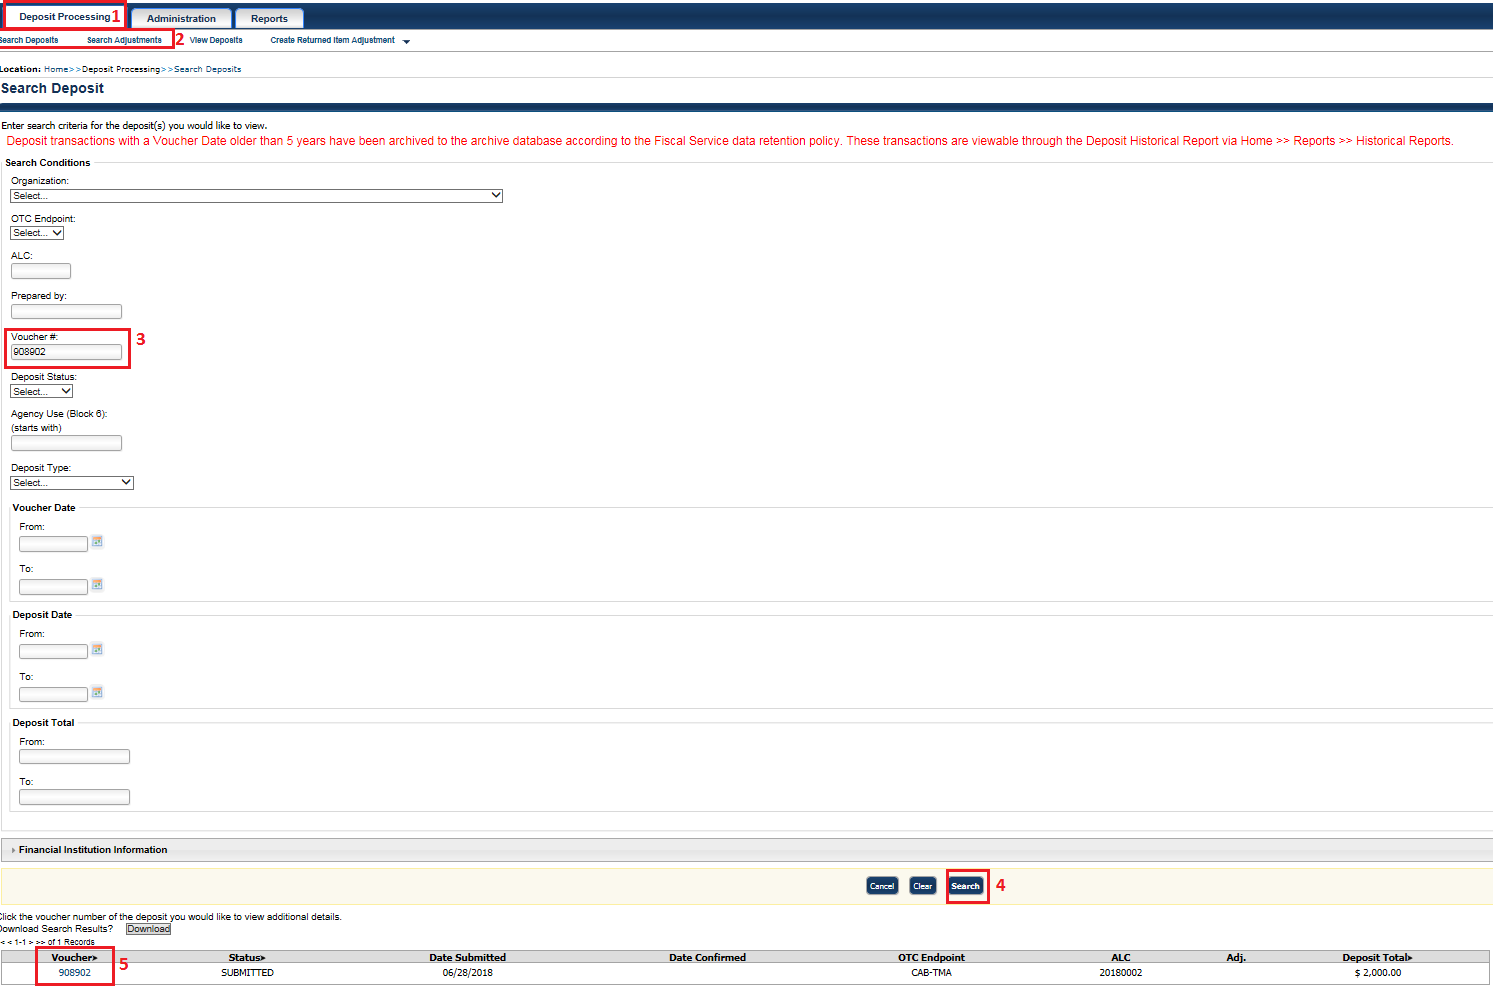 Deposit Processing 1 Administration Reports
Search Deposits Search Adjustments 2 View Deposits Create Returned Item Adjustment
Location: Home>>Deposit Processing>>Search Deposits
Search Deposit
Enter search criteria for the deposit(s) you would like to view.
Deposit transactions with a Voucher Date older than 5 years have been archived to the archive database according to the Fiscal Service data retention policy. These transactions are viewable through the Deposit Historical Report via Home >> Reports >> Historical Reports.
Search Conditions
Organization:
Select...
OTC Endpoint:
Select...
ALC:
Prepared by:
Voucher #: 3
908902
Deposit Status:
Select...
Agency Use (Block 6):
(starts with)
Deposit Type:
Select...
Voucher Date
From:
To:
Deposit Date
From:
To:
Deposit Total
From:
To:
Financial Institution Information
Cancel Clear Search 4
Click the voucher number of the deposit you would like to view additional details.
Download Search Results? Download
< < 1-1 > >> of 1 Records
Voucher Status Date Submitted Date Confirmed OTC Endpoint ALC Adj. Deposit Total
908902 5 SUBMITTED 06/28/2018 CAB-TMA 20180002 $ 2,000.00